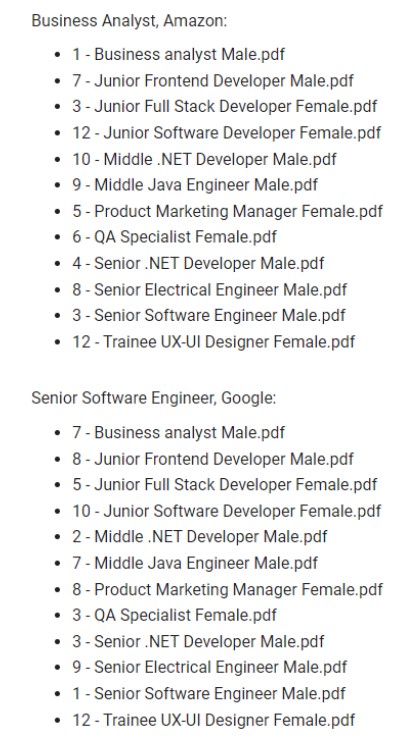 Business Analyst, Amazon:
• 1 - Business analyst Male.pdf
• 7 - Junior Frontend Developer Male.pdf
• 3 - Junior Full Stack Developer Female.pdf
• 12 - Junior Software Developer Female.pdf
• 10 - Middle .NET Developer Male.pdf
• 9 - Middle Java Engineer Male.pdf
• 5 - Product Marketing Manager Female.pdf
• 6 - QA Specialist Female.pdf
• 4 - Senior .NET Developer Male.pdf
• 8 - Senior Electrical Engineer Male.pdf
• 3 - Senior Software Engineer Male.pdf
• 12 - Trainee UX-UI Designer Female.pdf
Senior Software Engineer, Google:
• 7 - Business analyst Male.pdf
• 8 - Junior Frontend Developer Male.pdf
• 5 - Junior Full Stack Developer Female.pdf
• 10 - Junior Software Developer Female.pdf
• 2 - Middle .NET Developer Male.pdf
• 7 - Middle Java Engineer Male.pdf
• 8 - Product Marketing Manager Female.pdf
• 3 - QA Specialist Female.pdf
• 3 - Senior .NET Developer Male.pdf
• 9 - Senior Electrical Engineer Male.pdf
• 1 - Senior Software Engineer Male.pdf
• 12 - Trainee UX-UI Designer Female.pdf